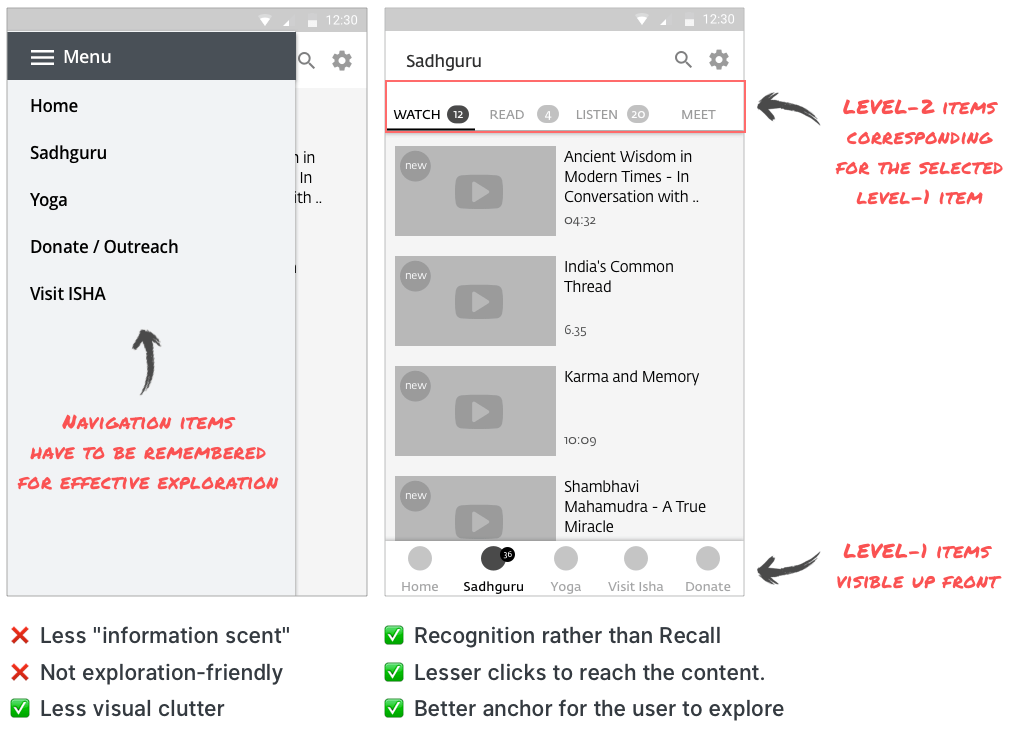 12:30
Menu
Home
Sadhguru
Yoga
Donate / Outreach
Visit ISHA
n in
In
ith ..
Navigation items
have to be remembered
for effective exploration
12:30
Sadhguru
WATCH 12 READ 4 LISTEN 20 MEET
new
Ancient Wisdom in
Modern Times - In
Conversation with ..
04:32
new
India's Common
Thread
6.35
new
Karma and Memory
10:09
new
Shambhavi
Mahamudra - A True
Miracle
36
Home Sadhguru Yoga Visit Isha Donate
LEVEL-2 items
corresponding
for the selected
level-1 item
LEVEL-1 items
visible up front
❌ Less "information scent"
❌ Not exploration-friendly
✅ Less visual clutter
✅ Recognition rather than Recall
✅ Lesser clicks to reach the content.
✅ Better anchor for the user to explore